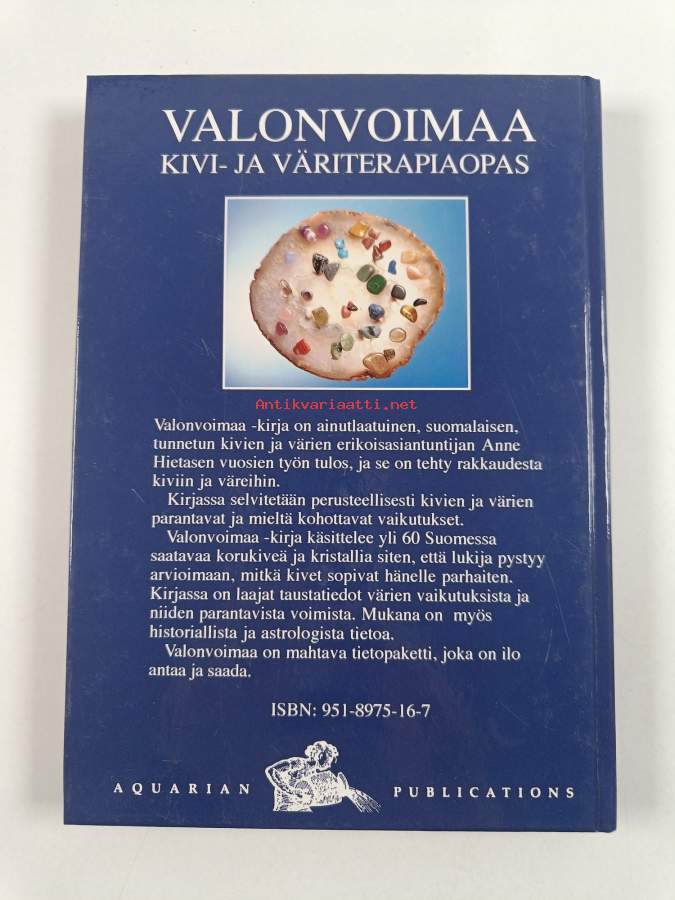 VALONVOIMAA
KIVI- JA VÄRITERAPIAOPAS
Antikvariaatti.net
Valonvoimaa -kirja on ainutlaatuinen, suomalaisen,
tunnetun kivien ja värien erikoisasiantuntijan Anne
Hietasen vuosien työn tulos, ja se on tehty rakkaudesta
kiviin ja väreihin.
Kirjassa selvitetään perusteellisesti kivien ja värien
parantavat ja mieltä kohottavat vaikutukset.
Valonvoimaa -kirja käsittelee yli 60 Suomessa
saatavaa korukiveä ja kristallia siten, että lukija pystyy
arvioimaan, mitkä kivet sopivat hänelle parhaiten.
Kirjassa on laajat taustatiedot värien vaikutuksista ja
niiden parantavista voimista. Mukana on myös
historiallista ja astrologista tietoa.
Valonvoimaa on mahtava tietopaketti, joka on ilo
antaa ja saada.
ISBN: 951-8975-16-7
AQUARIAN PUBLICATIONS